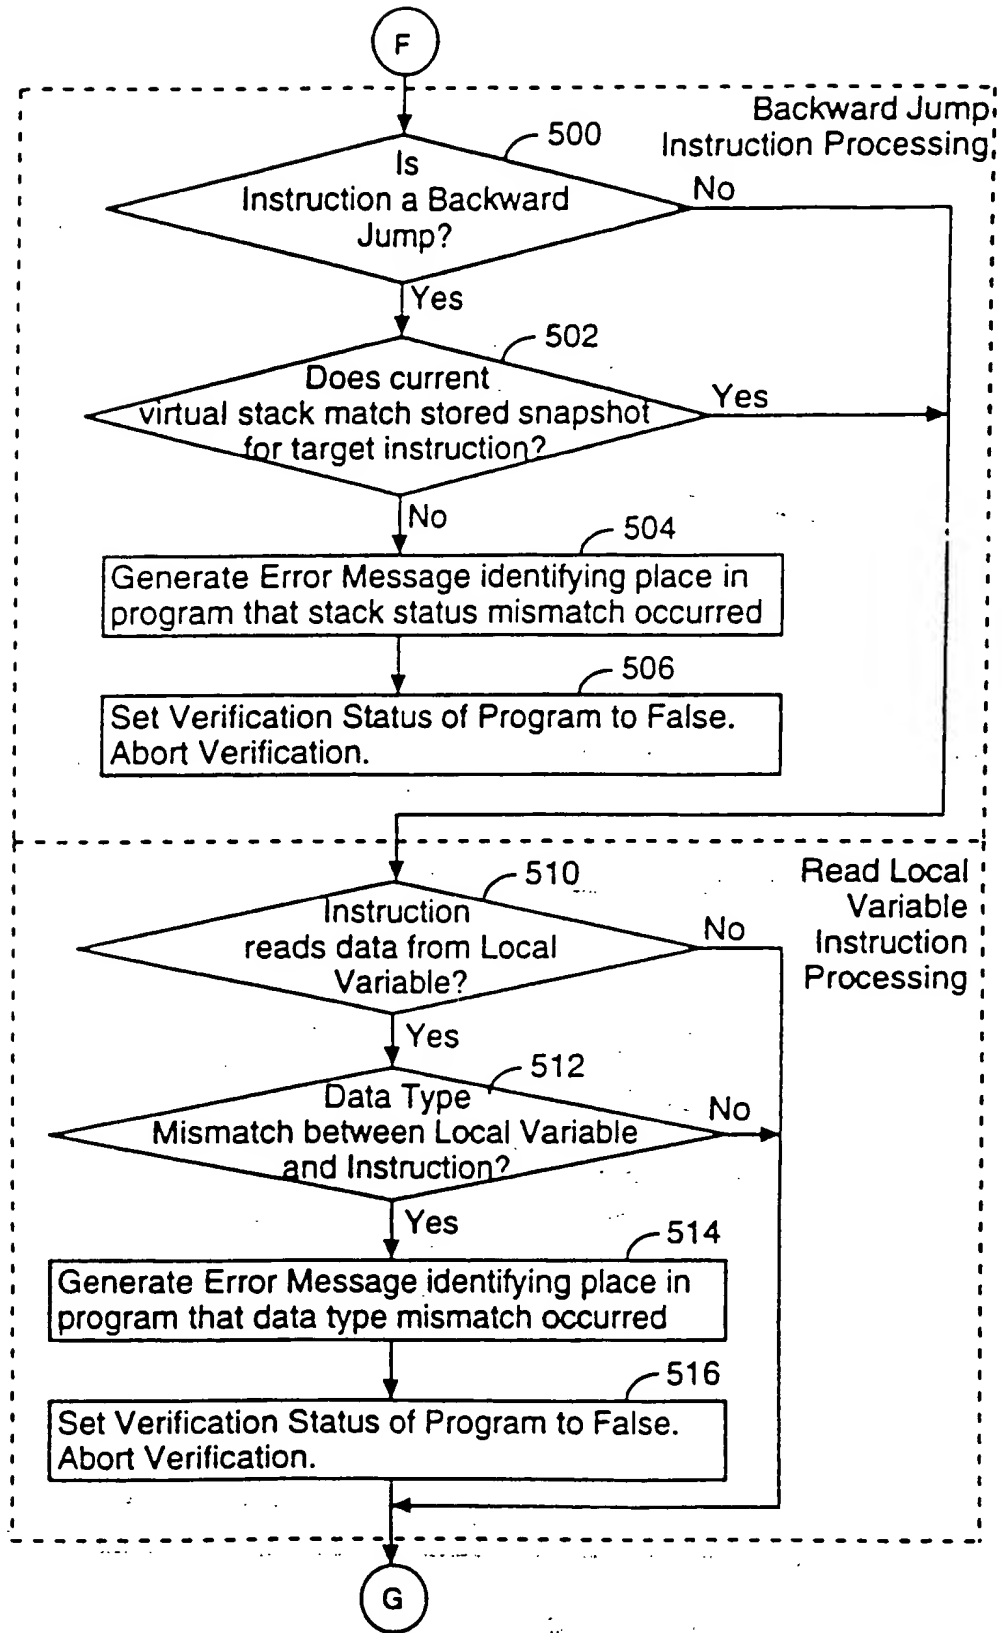 F
Backward Jump
Instruction Processing
500
Is
Instruction a Backward
Jump?
No
Yes
502
Does current
virtual stack match stored snapshot
for target instruction?
Yes
No
504
Generate Error Message identifying place in
program that stack status mismatch occurred
506
Set Verification Status of Program to False.
Abort Verification.
Read Local
Variable
Instruction
Processing
510
Instruction
reads data from Local
Variable?
No
Yes
512
Data Type
Mismatch between Local Variable
and Instruction?
No
Yes
514
Generate Error Message identifying place in
program that data type mismatch occurred
516
Set Verification Status of Program to False.
Abort Verification.
G